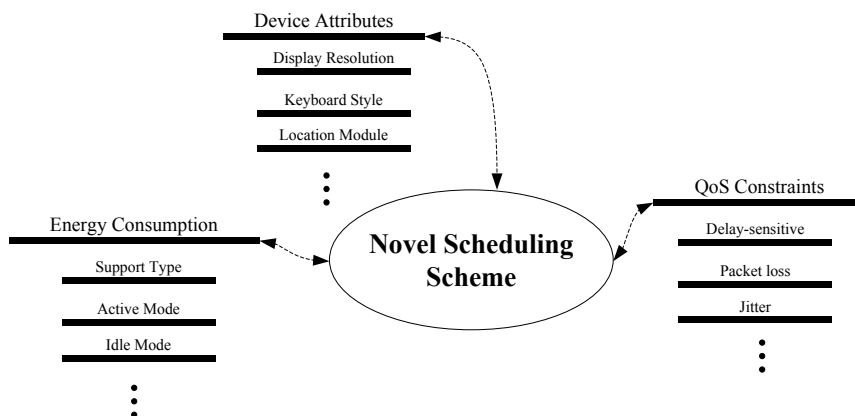 Device Attributes
Display Resolution
Keyboard Style
Location Module
Energy Consumption
Support Type
Active Mode
Idle Mode
Novel Scheduling
Scheme
QoS Constraints
Delay-sensitive
Packet loss
Jitter